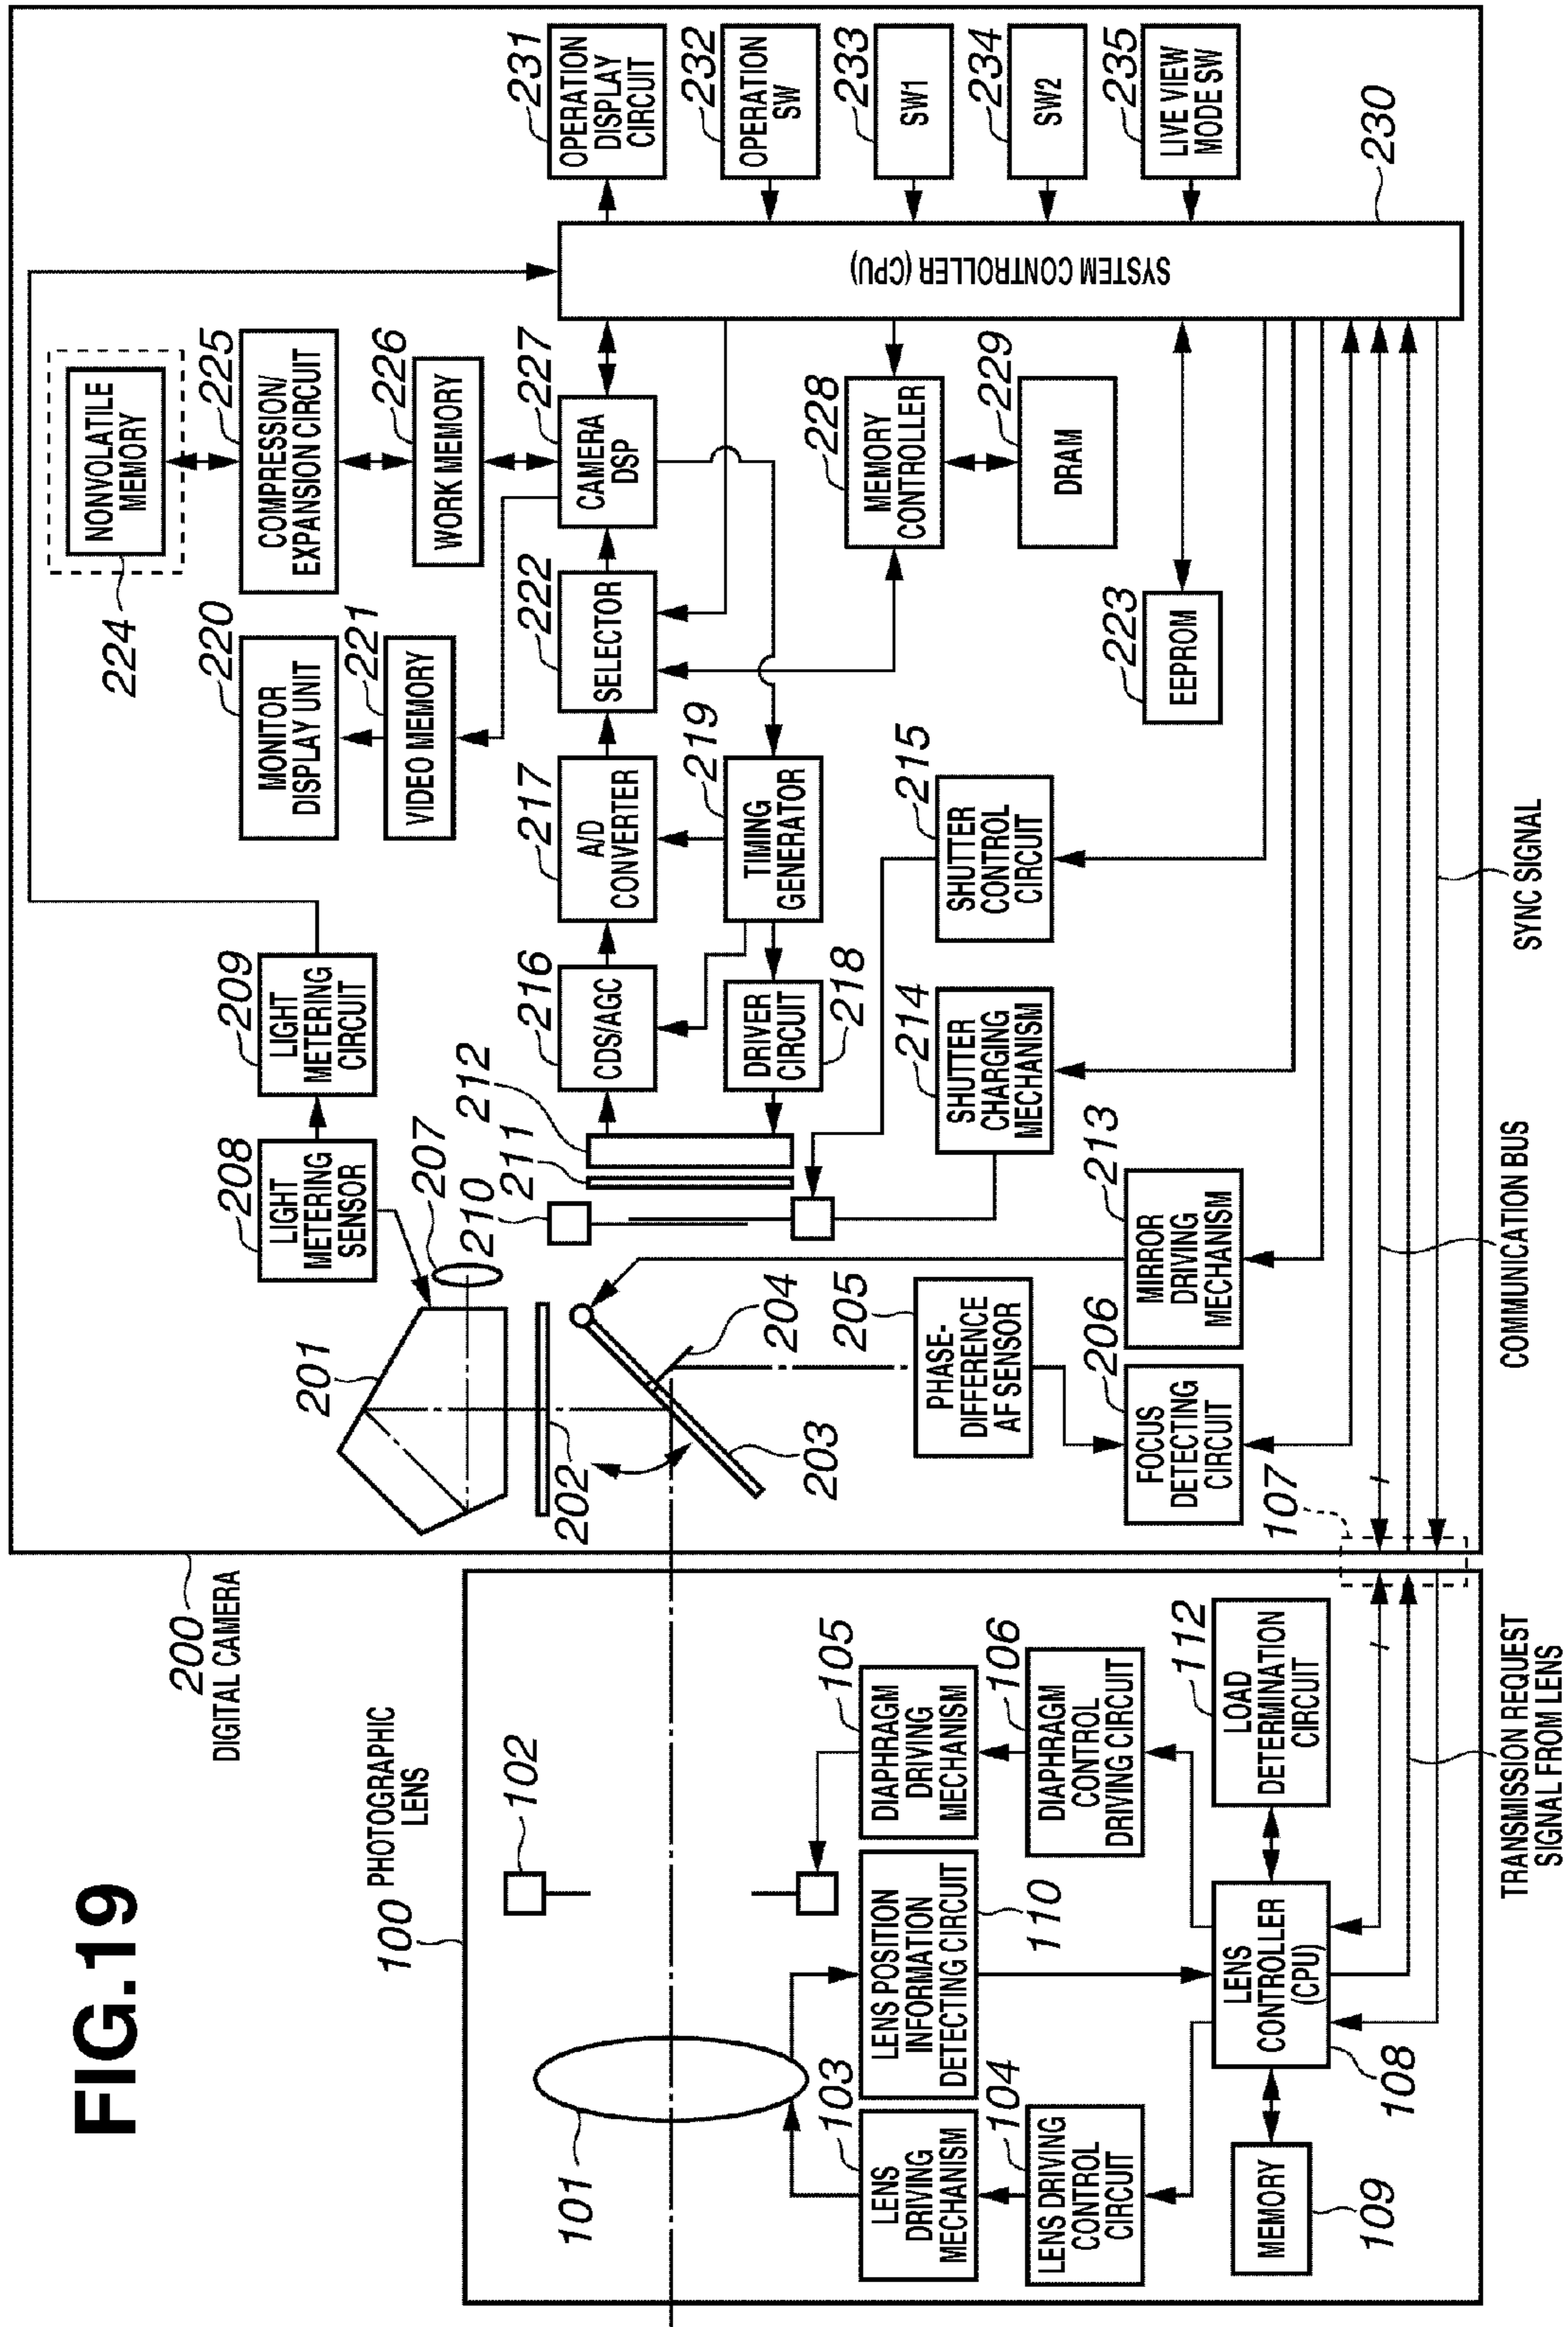 FIG.19
200
DIGITAL CAMERA
100
PHOTOGRAPHIC
LENS
101
102
LENS
DRIVING
MECHANISM
103
LENS DRIVING
CONTROL
CIRCUIT
104
LENS POSITION
INFORMATION
DETECTING CIRCUIT
110
DIAPHRAGM
DRIVING
MECHANISM
105
DIAPHRAGM
CONTROL
DRIVING CIRCUIT
106
MEMORY
109
LENS
CONTROLLER
(CPU)
108
LOAD
DETERMINATION
CIRCUIT
112
107
TRANSMISSION REQUEST
SIGNAL FROM LENS
COMMUNICATION BUS
SYNC SIGNAL
201
202
203
204
PHASE-
DIFFERENCE
AF SENSOR
205
FOCUS
DETECTING
CIRCUIT
206
207
LIGHT
METERING
SENSOR
208
LIGHT
METERING
CIRCUIT
209
210
211
212
MIRROR
DRIVING
MECHANISM
213
SHUTTER
CHARGING
MECHANISM
214
SHUTTER
CONTROL
CIRCUIT
215
CDS/AGC
216
A/D
CONVERTER
217
DRIVER
CIRCUIT
218
TIMING
GENERATOR
219
MONITOR
DISPLAY UNIT
220
VIDEO MEMORY
221
SELECTOR
222
EEPROM
223
NONVOLATILE
MEMORY
224
COMPRESSION/
EXPANSION CIRCUIT
225
WORK MEMORY
226
CAMERA
DSP
227
MEMORY
CONTROLLER
228
DRAM
229
SYSTEM CONTROLLER (CPU)
230
OPERATION
DISPLAY
CIRCUIT
231
OPERATION
SW
232
SW1
233
SW2
234
LIVE VIEW
MODE SW
235